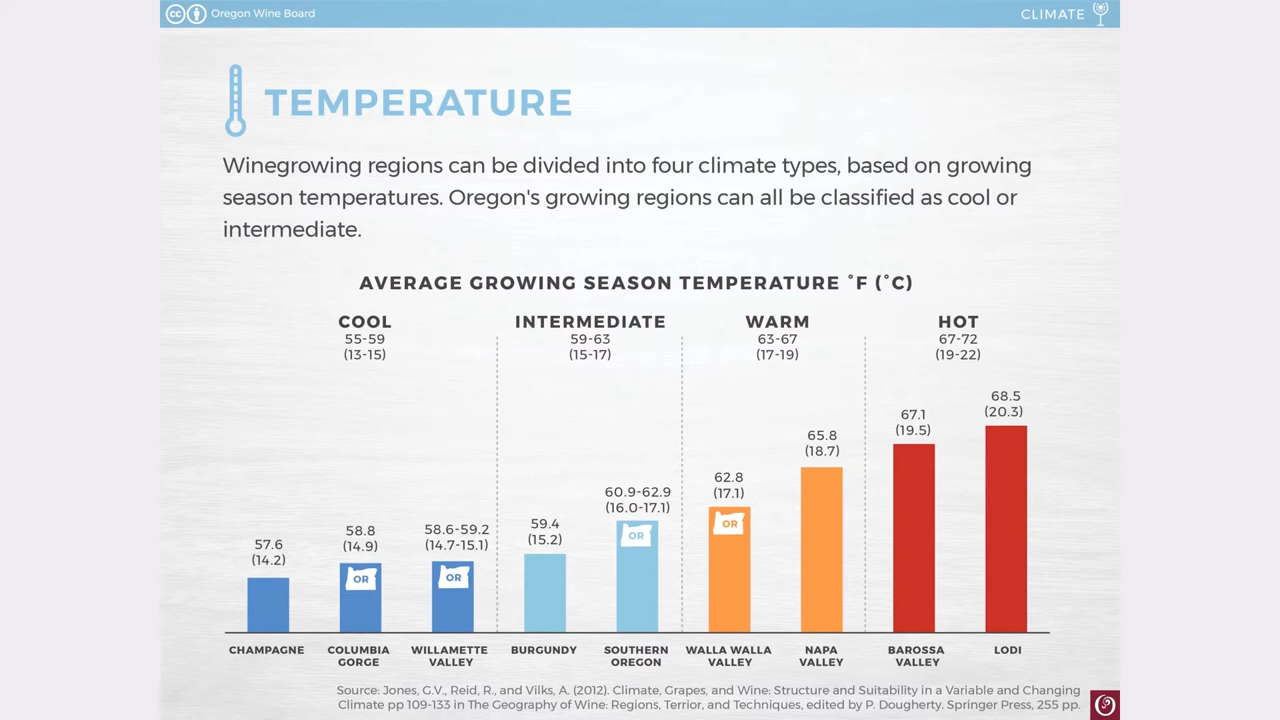 Oregon Wine Board
CLIMATE
TEMPERATURE
Winegrowing regions can be divided into four climate types, based on growing
season temperatures. Oregon's growing regions can all be classified as cool or
intermediate.
AVERAGE GROWING SEASON TEMPERATURE ˚F (˚C)
COOL
55-59
(13-15)
INTERMEDIATE
59-63
(15-17)
WARM
63-67
(17-19)
HOT
67-72
(19-22)
57.6
(14.2)
58.8
(14.9)
58.6-59.2
(14.7-15.1)
59.4
(15.2)
60.9-62.9
(16.0-17.1)
62.8
(17.1)
65.8
(18.7)
67.1
(19.5)
68.5
(20.3)
OR
OR
OR
OR
CHAMPAGNE
COLUMBIA
GORGE
WILLAMETTE
VALLEY
BURGUNDY
SOUTHERN
OREGON
WALLA WALLA
VALLEY
NAPA
VALLEY
BAROSSA
VALLEY
LODI
Source: Jones, G.V., Reid, R., and Vilks, A. (2012). Climate, Grapes, and Wine: Structure and Suitability in a Variable and Changing
Climate pp 109-133 in The Geography of Wine: Regions, Terrior, and Techniques, edited by P. Dougherty. Springer Press, 255 pp.